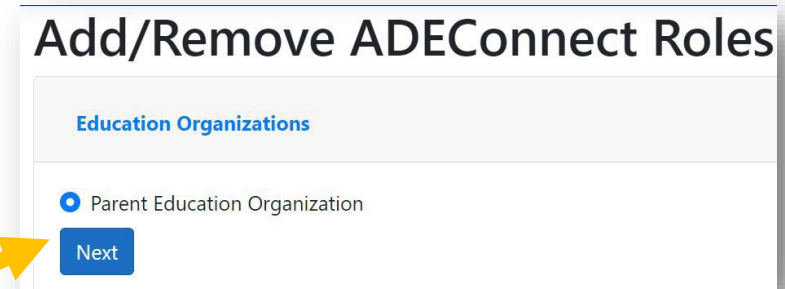 Add/Remove ADEConnect Roles
Education Organizations
Parent Education Organization
Next